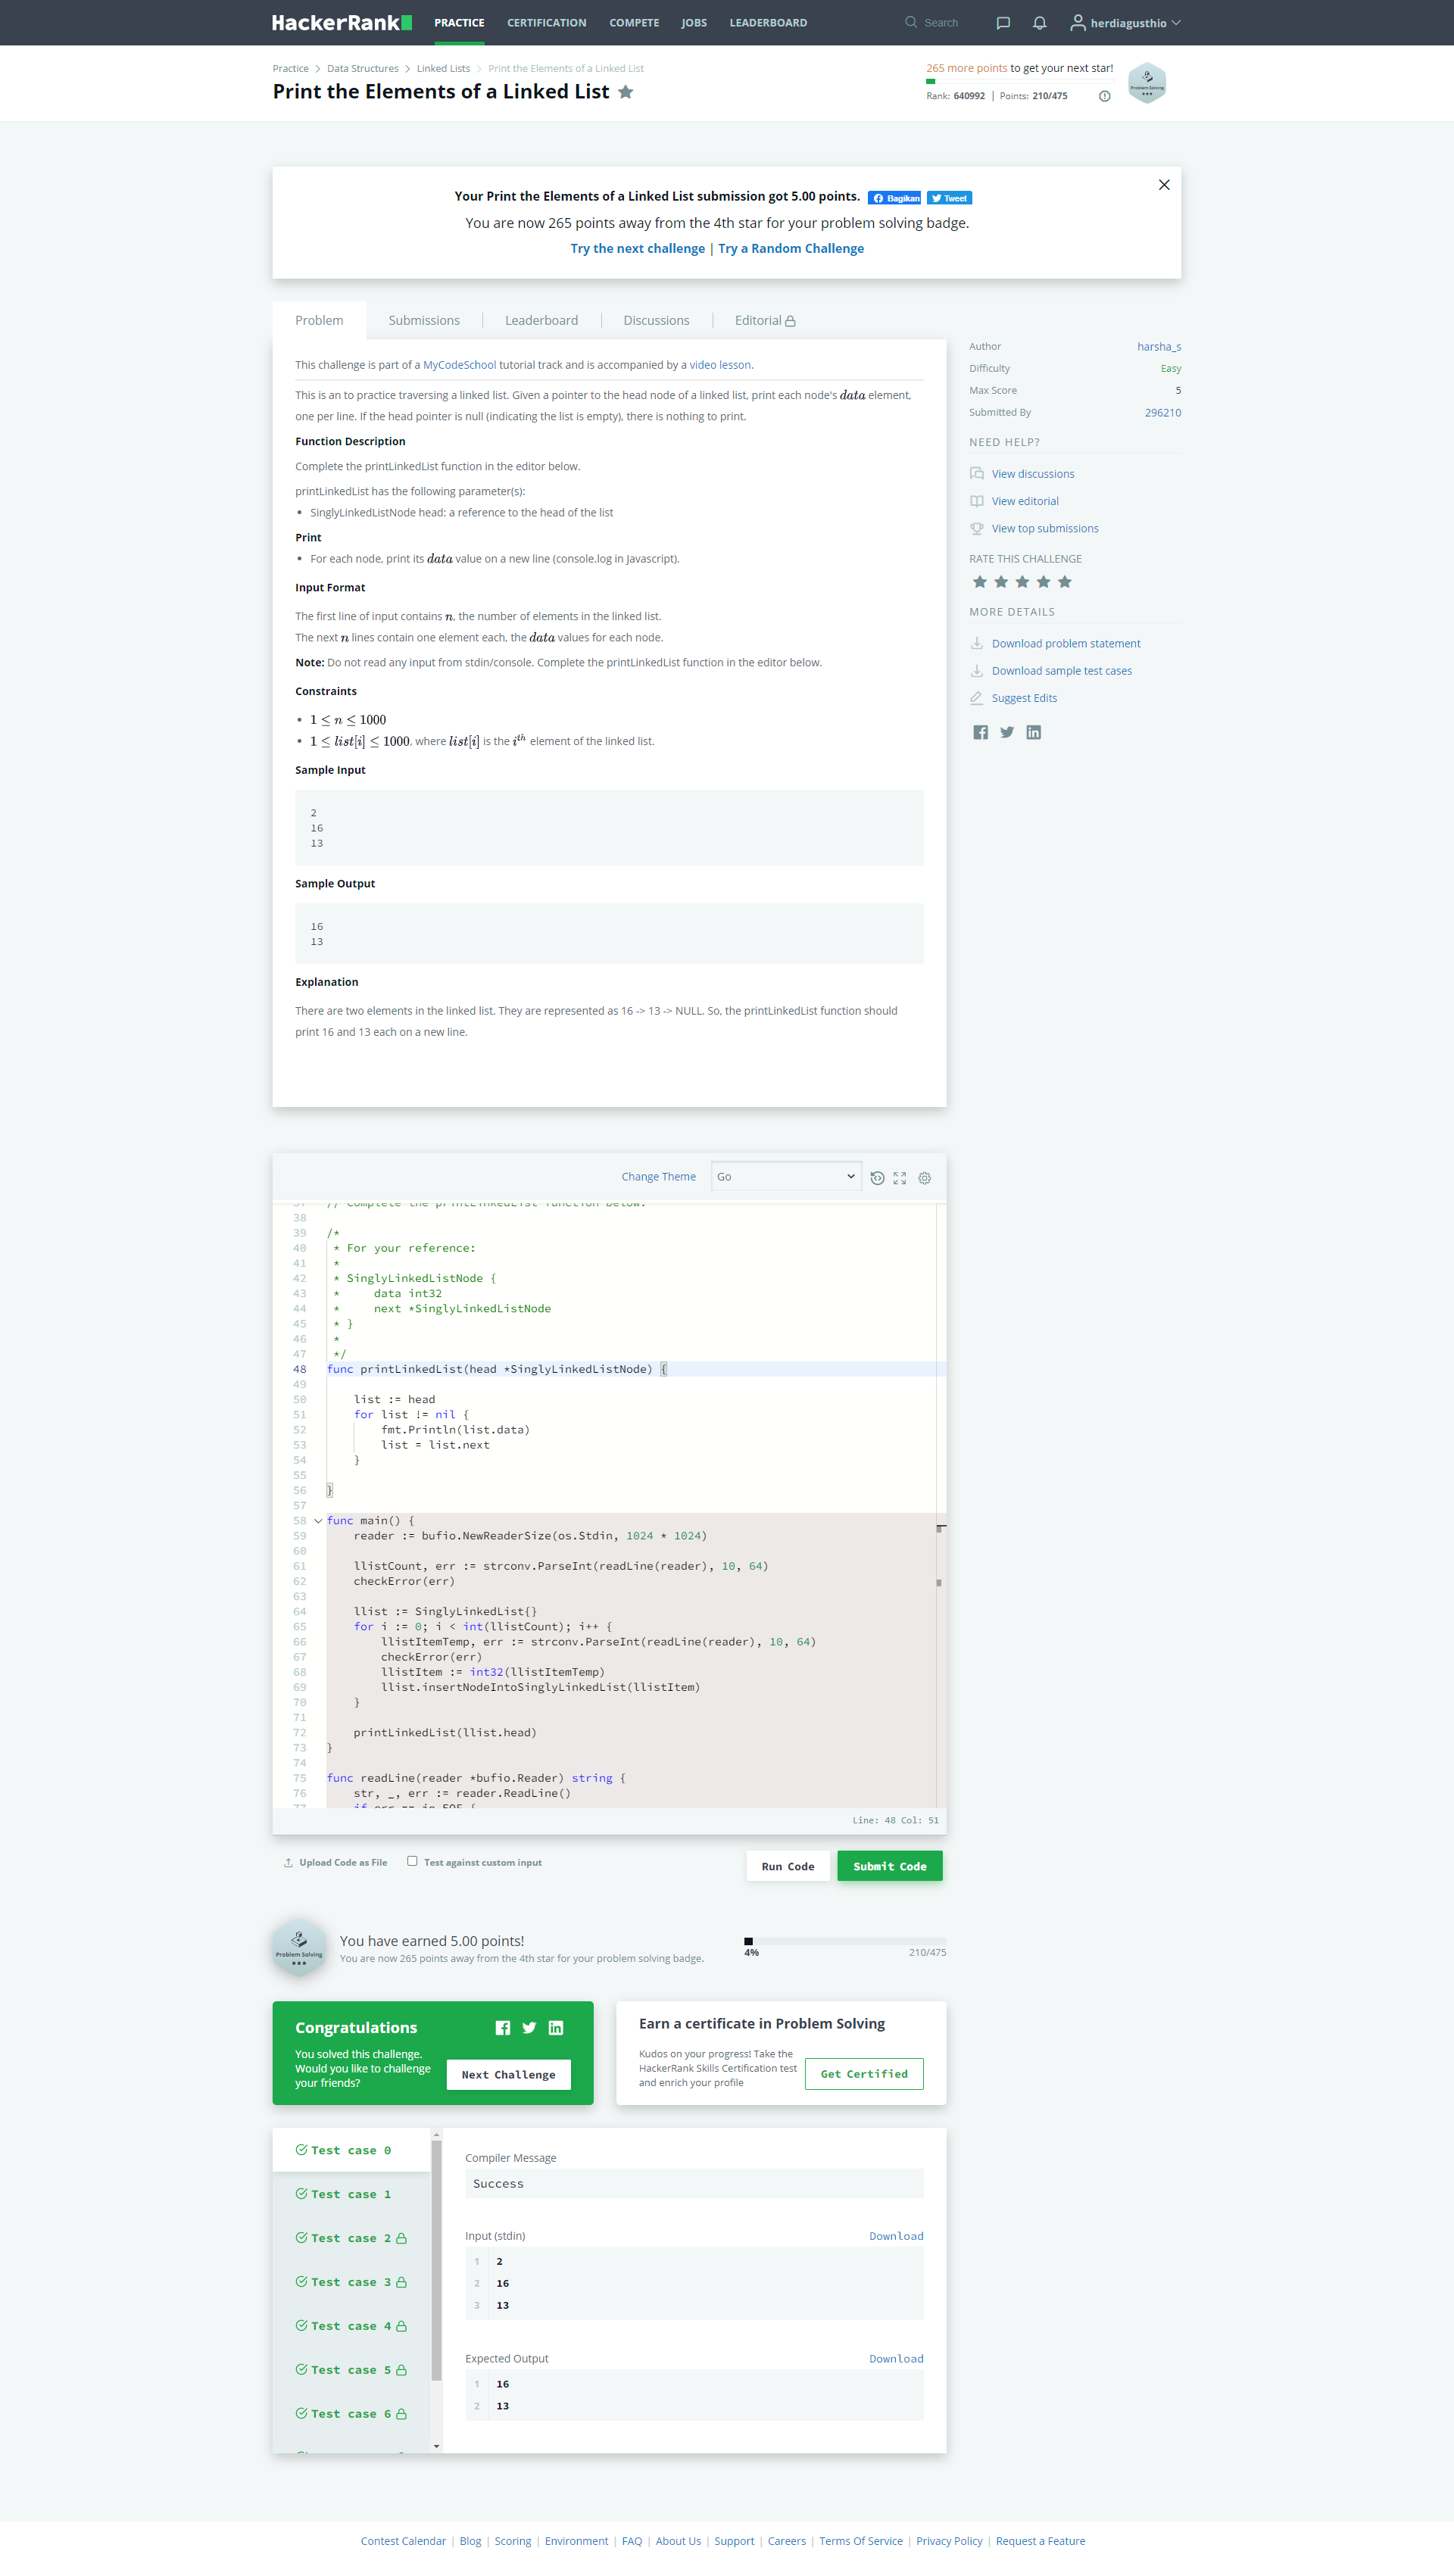 HackerRank
PRACTICE
CERTIFICATION
COMPETE
JOBS
LEADERBOARD
Search
herdiagusthio
Practice > Data Structures > Linked Lists > Print the Elements of a Linked List
Print the Elements of a Linked List
265 more points to get your next star!
Rank: 640992 | Points: 210/475
Problem Solving
Your Print the Elements of a Linked List submission got 5.00 points.
Bagikan
Tweet
You are now 265 points away from the 4th star for your problem solving badge.
Try the next challenge | Try a Random Challenge
Problem
Submissions
Leaderboard
Discussions
Editorial
This challenge is part of a MyCodeSchool tutorial track and is accompanied by a video lesson.
This is an to practice traversing a linked list. Given a pointer to the head node of a linked list, print each node's data element,
one per line. If the head pointer is null (indicating the list is empty), there is nothing to print.
Function Description
Complete the printLinkedList function in the editor below.
printLinkedList has the following parameter(s):
• SinglyLinkedListNode head: a reference to the head of the list
Print
• For each node, print its data value on a new line (console.log in Javascript).
Input Format
The first line of input contains n, the number of elements in the linked list.
The next n lines contain one element each, the data values for each node.
Note: Do not read any input from stdin/console. Complete the printLinkedList function in the editor below.
Constraints
• 1 ≤ n ≤ 1000
• 1 ≤ list[i] ≤ 1000, where list[i] is the i^th element of the linked list.
Sample Input
2
16
13
Sample Output
16
13
Explanation
There are two elements in the linked list. They are represented as 16 -> 13 -> NULL. So, the printLinkedList function should
print 16 and 13 each on a new line.
Author harsha_s
Difficulty Easy
Max Score 5
Submitted By 296210
NEED HELP?
View discussions
View editorial
View top submissions
RATE THIS CHALLENGE
MORE DETAILS
Download problem statement
Download sample test cases
Suggest Edits
Change Theme
Go
37 // Complete the printLinkedList function below.
38
39 /*
40  * For your reference:
41  *
42  * SinglyLinkedListNode {
43  *     data int32
44  *     next *SinglyLinkedListNode
45  * }
46  *
47  */
48 func printLinkedList(head *SinglyLinkedListNode) {
49
50     list := head
51     for list != nil {
52         fmt.Println(list.data)
53         list = list.next
54     }
55
56 }
57
58 func main() {
59     reader := bufio.NewReaderSize(os.Stdin, 1024 * 1024)
60
61     llistCount, err := strconv.ParseInt(readLine(reader), 10, 64)
62     checkError(err)
63
64     llist := SinglyLinkedList{}
65     for i := 0; i < int(llistCount); i++ {
66         llistItemTemp, err := strconv.ParseInt(readLine(reader), 10, 64)
67         checkError(err)
68         llistItem := int32(llistItemTemp)
69         llist.insertNodeIntoSinglyLinkedList(llistItem)
70     }
71
72     printLinkedList(llist.head)
73 }
74
75 func readLine(reader *bufio.Reader) string {
76     str, _, err := reader.ReadLine()
77     if err == io.EOF {
Line: 48 Col: 51
Upload Code as File
Test against custom input
Run Code
Submit Code
Problem Solving
You have earned 5.00 points!
You are now 265 points away from the 4th star for your problem solving badge.
4%
210/475
Congratulations
You solved this challenge.
Would you like to challenge
your friends?
Next Challenge
Earn a certificate in Problem Solving
Kudos on your progress! Take the
HackerRank Skills Certification test
and enrich your profile
Get Certified
Test case 0
Test case 1
Test case 2
Test case 3
Test case 4
Test case 5
Test case 6
Compiler Message
Success
Input (stdin)
Download
1 2
2 16
3 13
Expected Output
Download
1 16
2 13
Contest Calendar | Blog | Scoring | Environment | FAQ | About Us | Support | Careers | Terms Of Service | Privacy Policy | Request a Feature